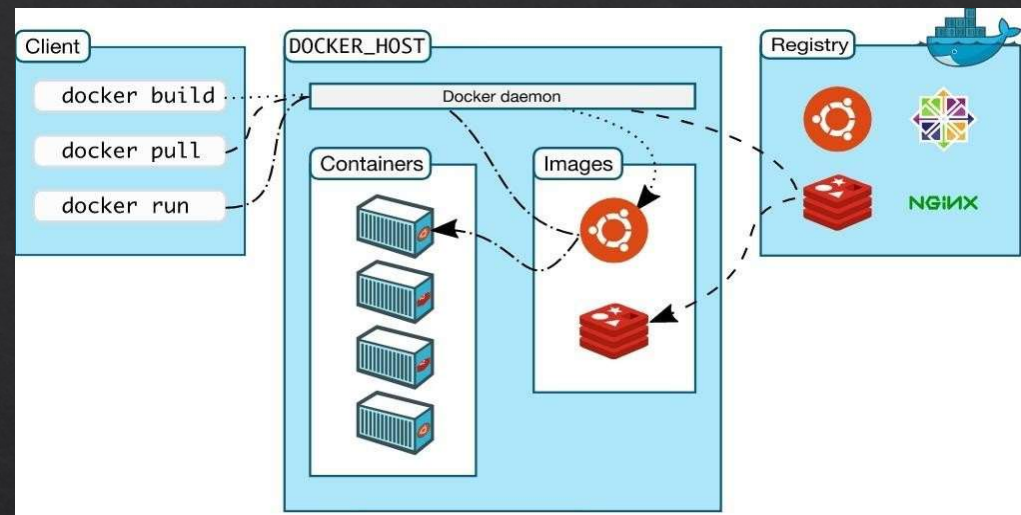 Client
docker build
docker pull
docker run
DOCKER_HOST
Docker daemon
Containers
Images
Registry
NGINX